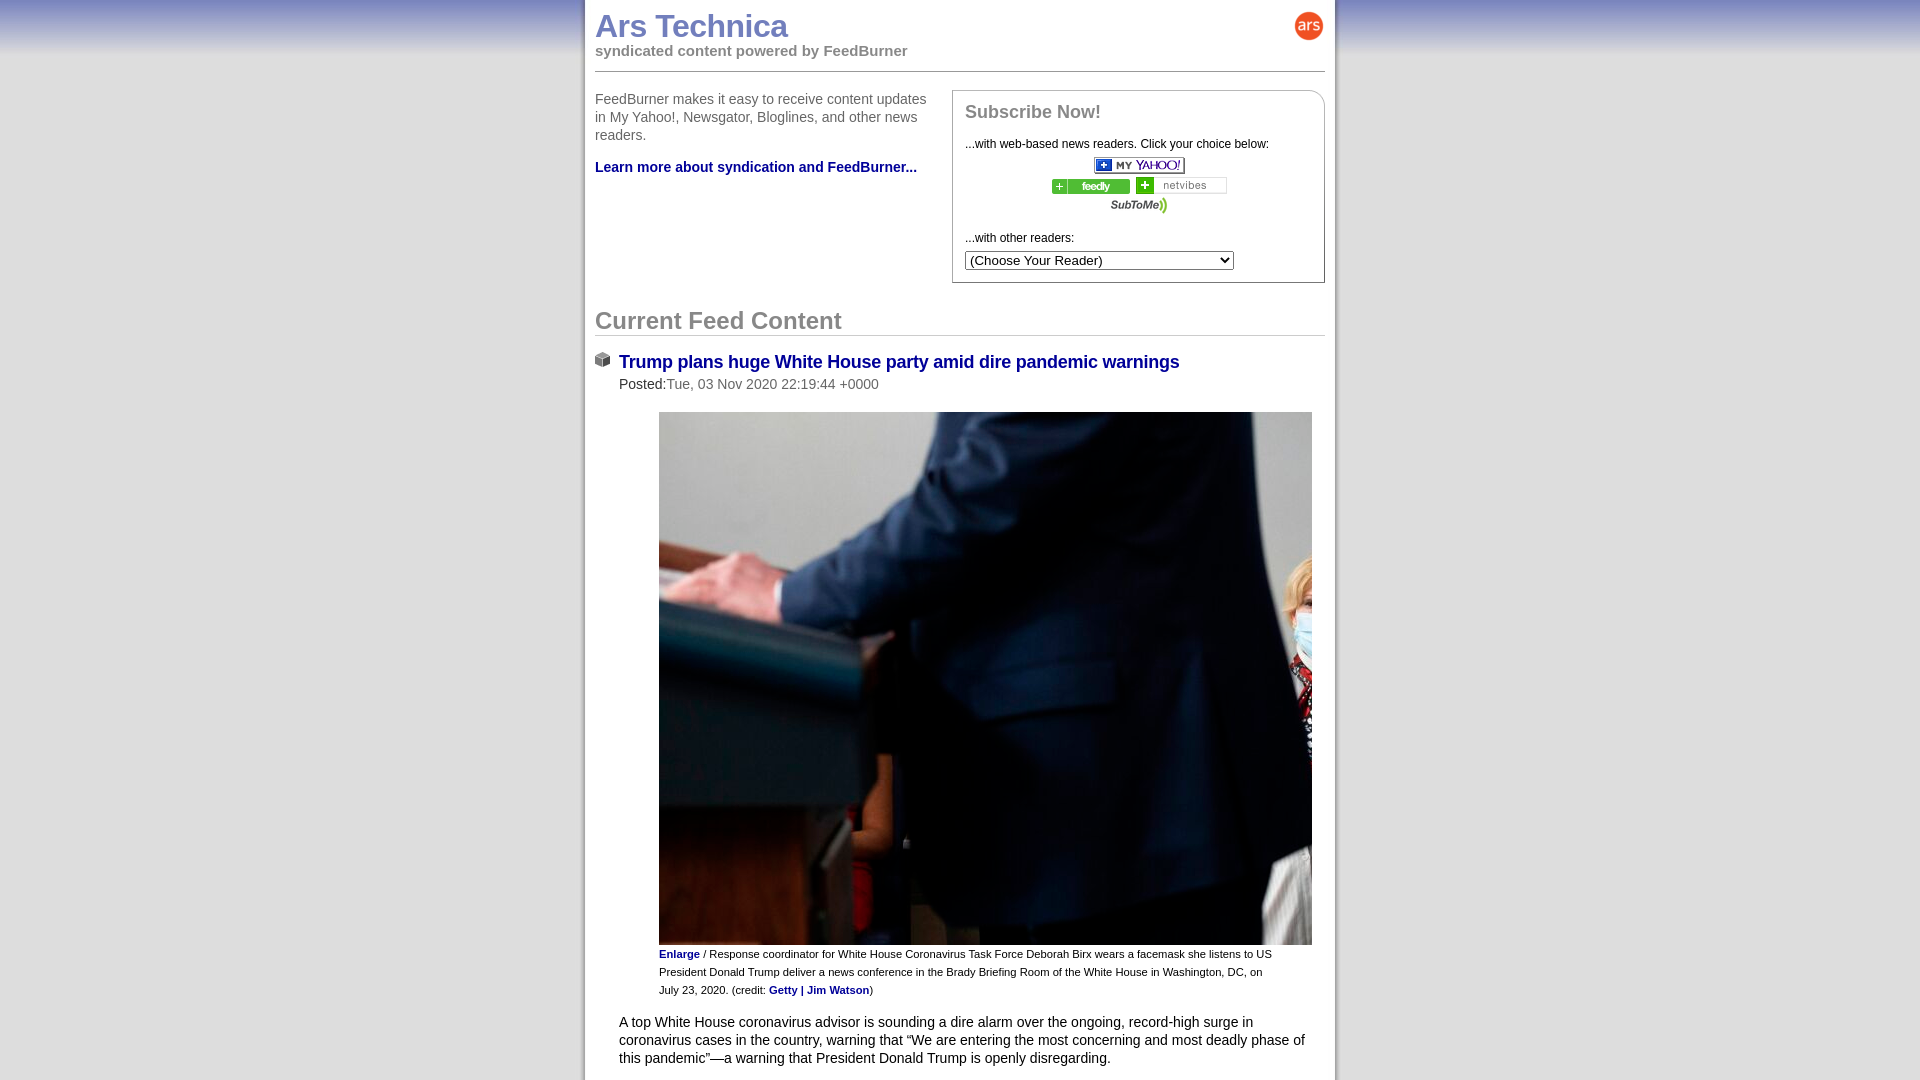 Ars Technica
ars
syndicated content powered by FeedBurner
FeedBurner makes it easy to receive content updates
in My Yahoo!, Newsgator, Bloglines, and other news
readers.
Learn more about syndication and FeedBurner...
Subscribe Now!
...with web-based news readers. Click your choice below:
MY YAHOO!
feedly
netvibes
SubToMe
...with other readers:
(Choose Your Reader)
Current Feed Content
Trump plans huge White House party amid dire pandemic warnings
Posted:Tue, 03 Nov 2020 22:19:44 +0000
Enlarge / Response coordinator for White House Coronavirus Task Force Deborah Birx wears a facemask she listens to US
President Donald Trump deliver a news conference in the Brady Briefing Room of the White House in Washington, DC, on
July 23, 2020. (credit: Getty | Jim Watson)
A top White House coronavirus advisor is sounding a dire alarm over the ongoing, record-high surge in
coronavirus cases in the country, warning that “We are entering the most concerning and most deadly phase of
this pandemic”—a warning that President Donald Trump is openly disregarding.